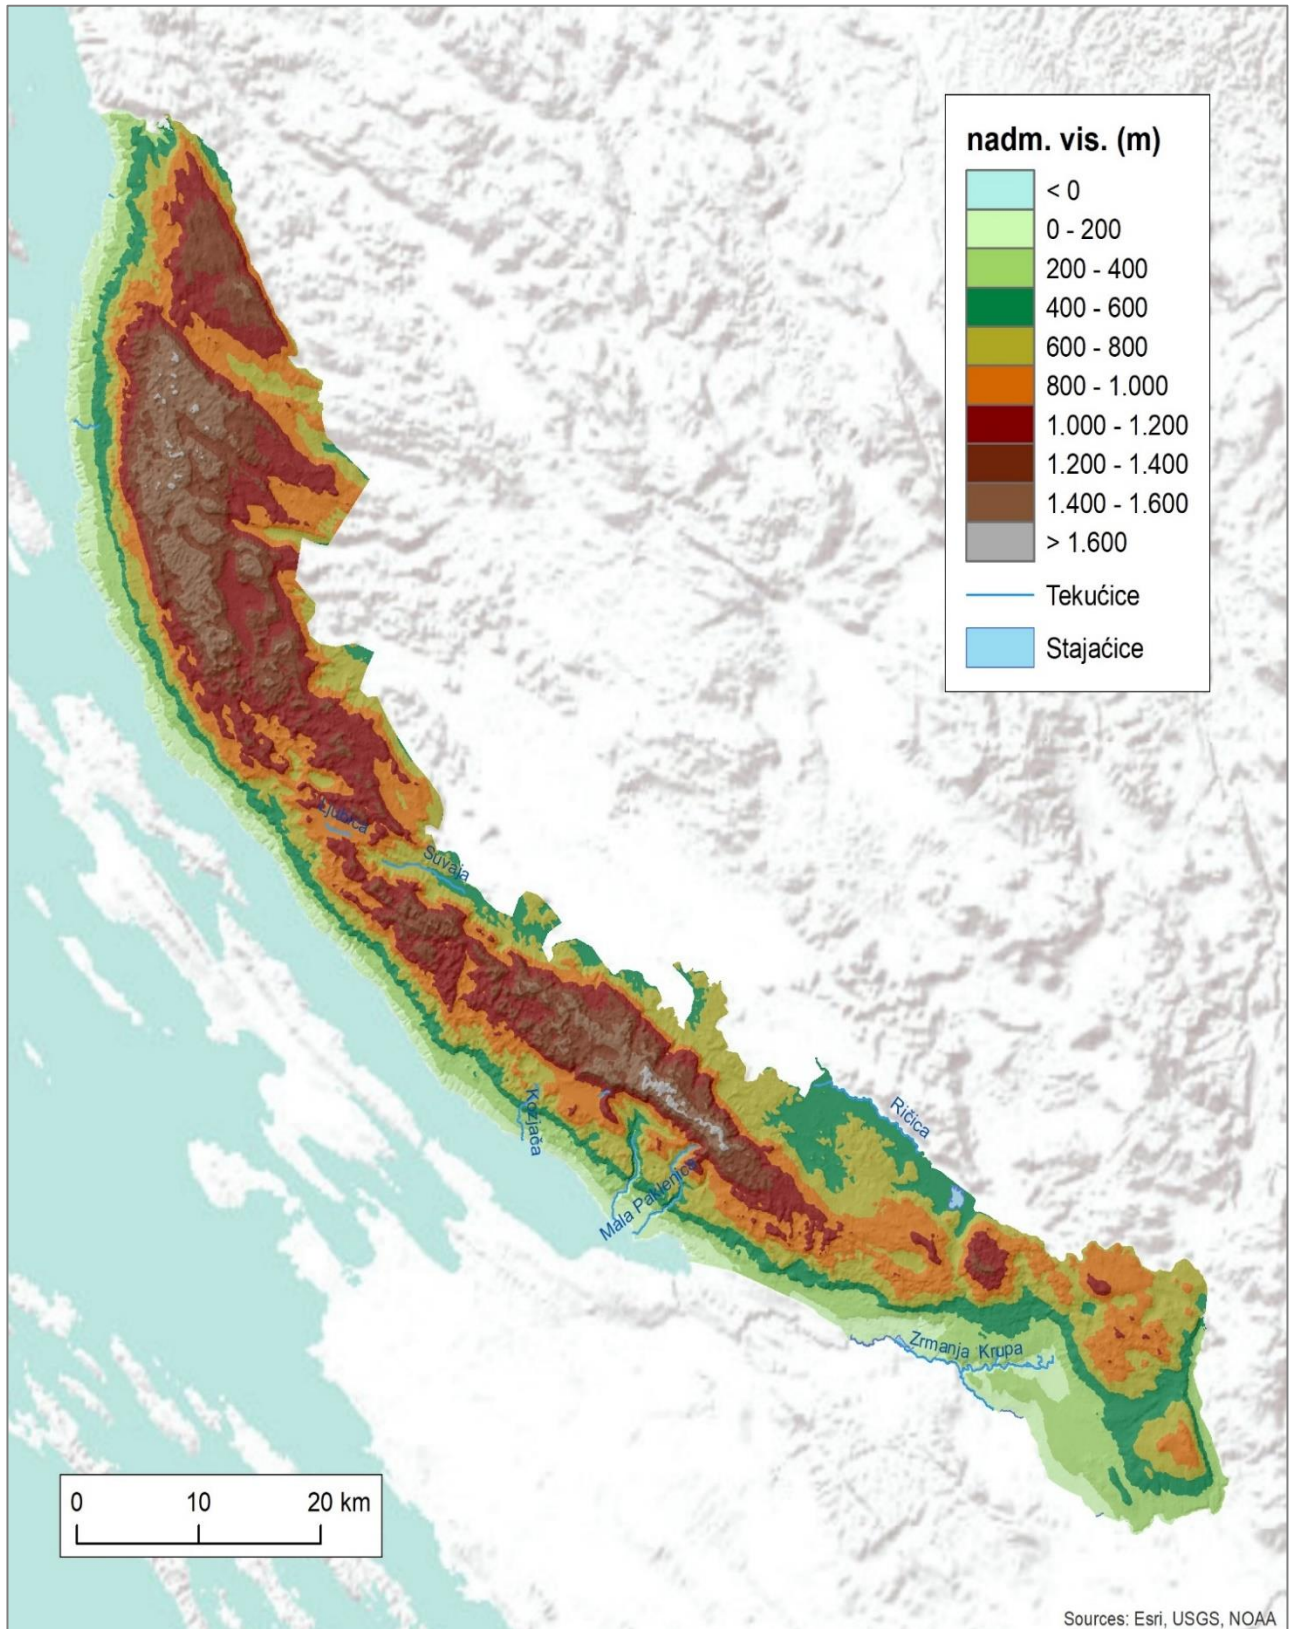 nadm. vis. (m)
< 0
0 - 200
200 - 400
400 - 600
600 - 800
800 - 1.000
1.000 - 1.200
1.200 - 1.400
1.400 - 1.600
> 1.600
Tekućice
Stajaćice
Ljubica
Suvaja
Kozjača
Mala Paklenica
Ričica
Zrmanja Krupa
0 10 20 km
Sources: Esri, USGS, NOAA